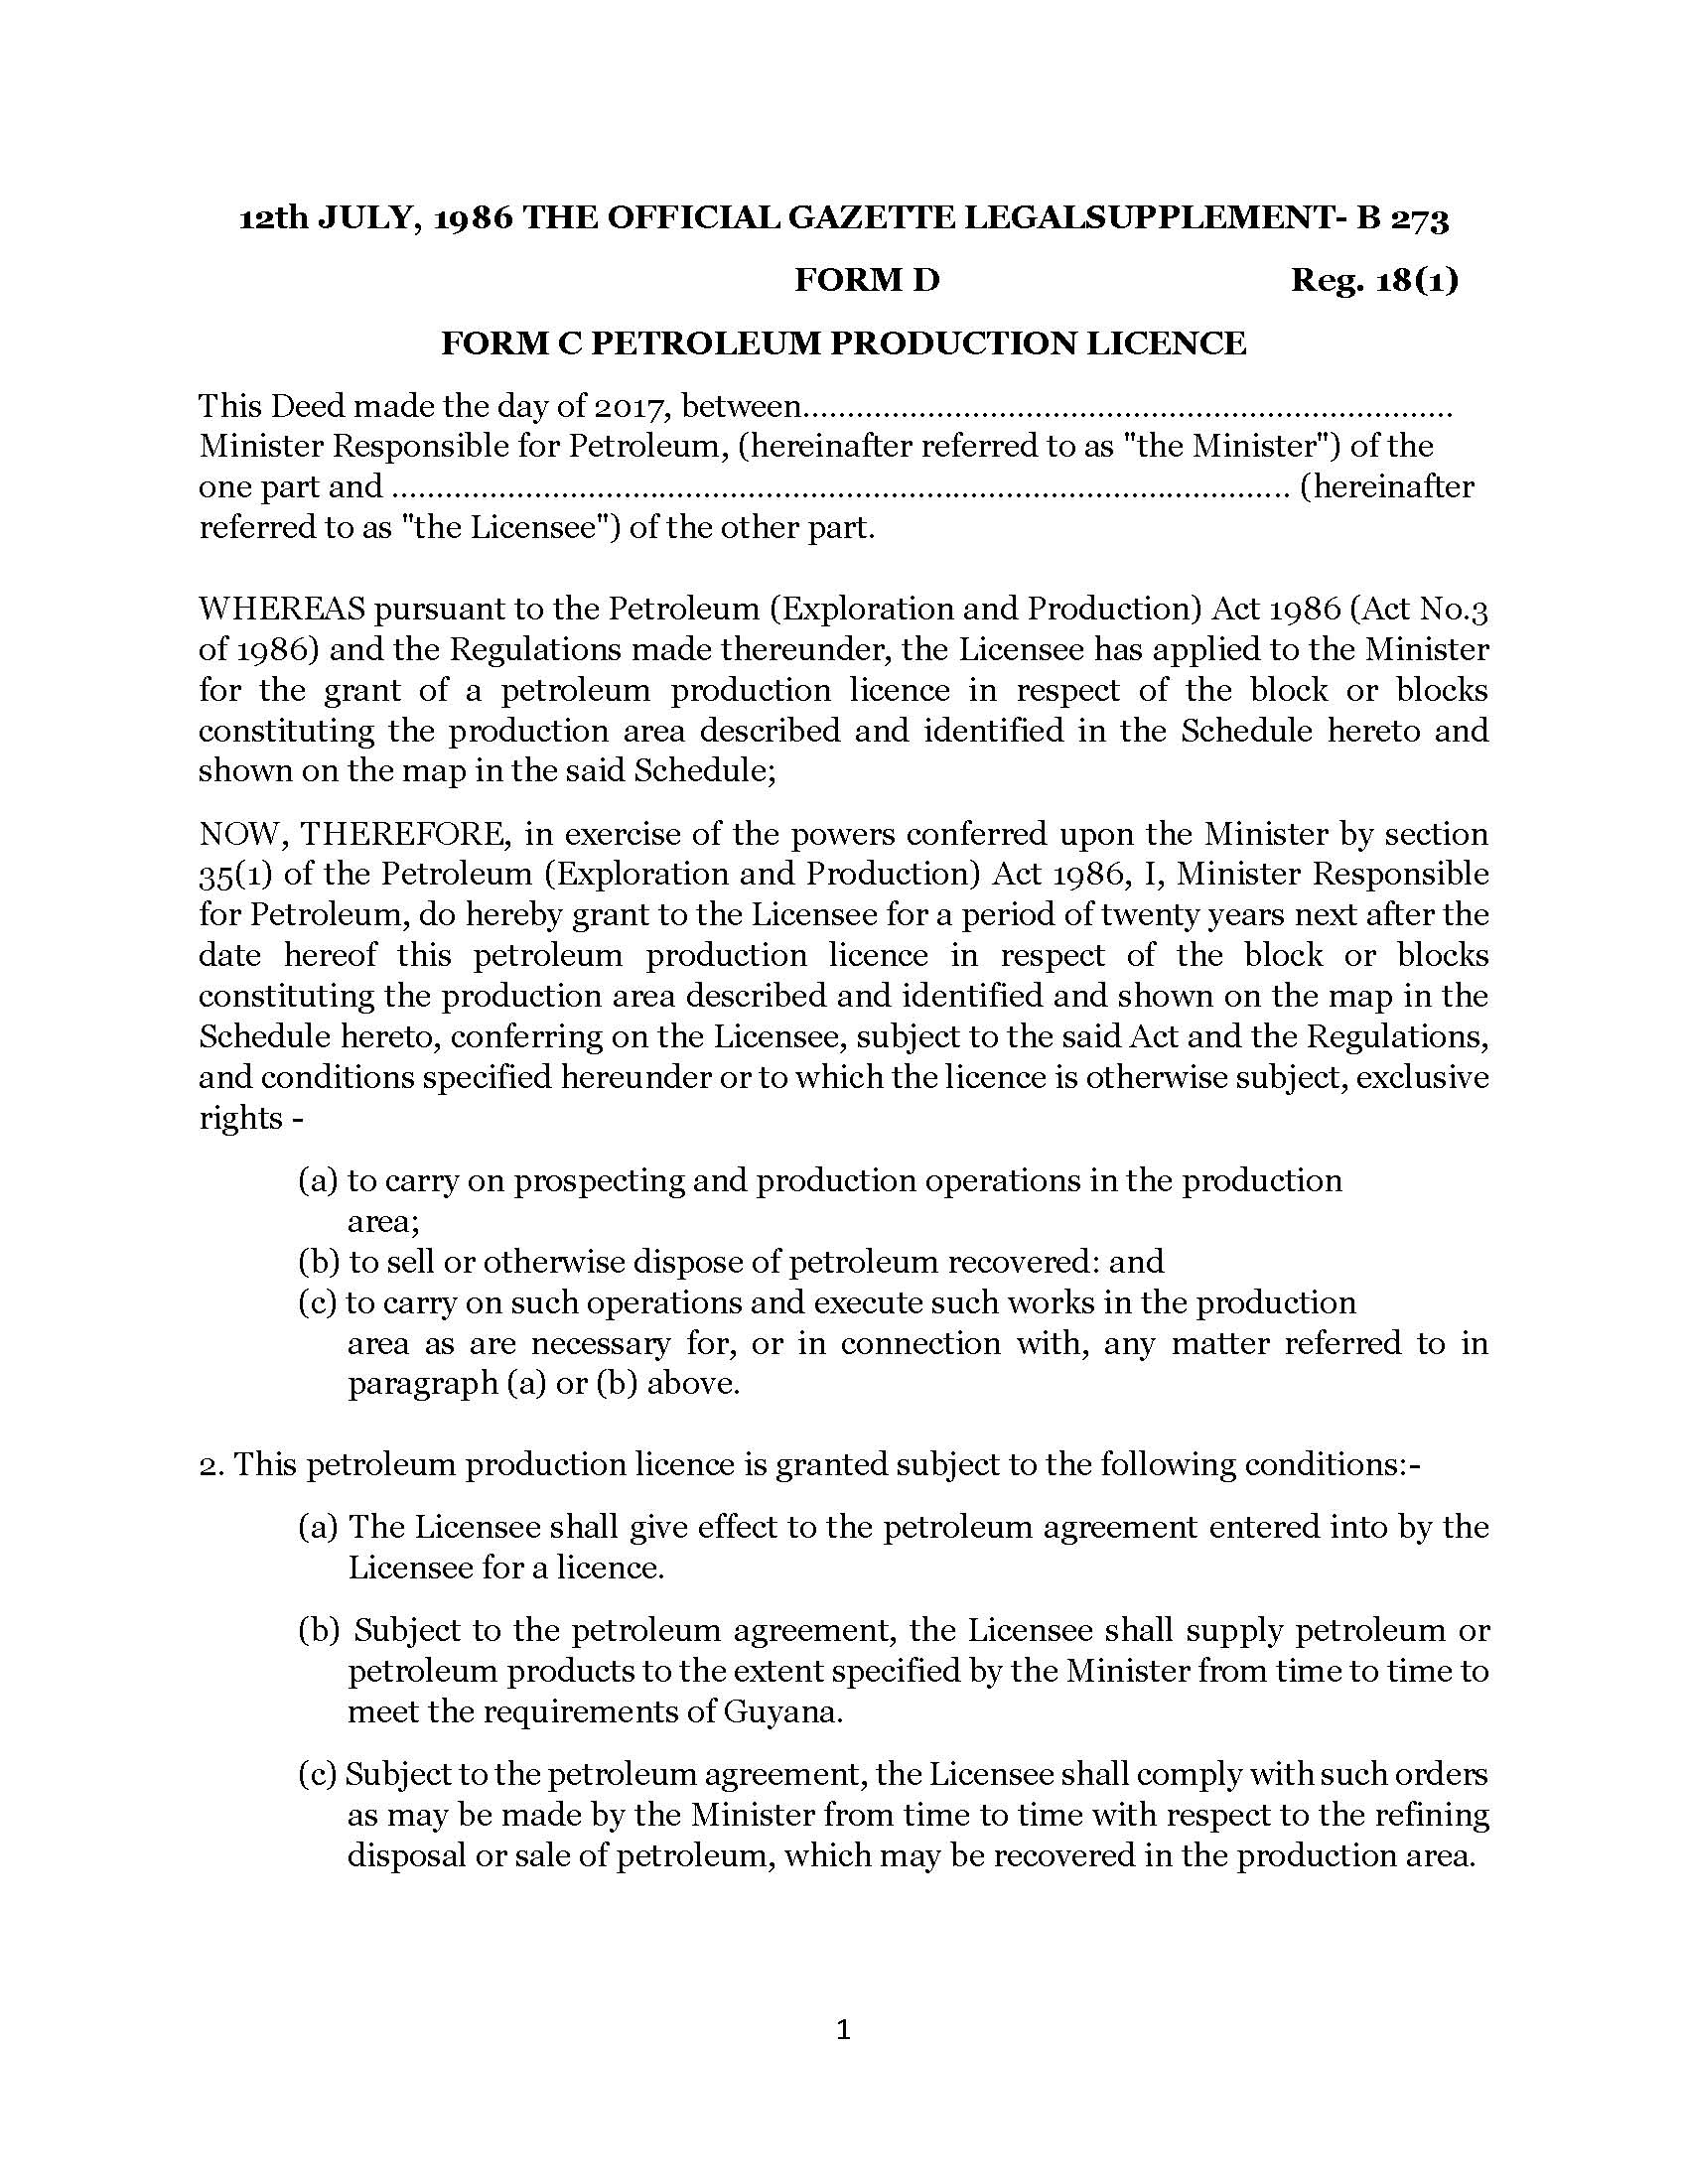 12th JULY, 1986 THE OFFICIAL GAZETTE LEGALSUPPLEMENT- B 273
FORM D Reg. 18(1)
FORM C PETROLEUM PRODUCTION LICENCE
This Deed made the day of 2017, between.........................................................................
Minister Responsible for Petroleum, (hereinafter referred to as "the Minister") of the
one part and ..................................................................................................... (hereinafter
referred to as "the Licensee") of the other part.
WHEREAS pursuant to the Petroleum (Exploration and Production) Act 1986 (Act No.3
of 1986) and the Regulations made thereunder, the Licensee has applied to the Minister
for the grant of a petroleum production licence in respect of the block or blocks
constituting the production area described and identified in the Schedule hereto and
shown on the map in the said Schedule;
NOW, THEREFORE, in exercise of the powers conferred upon the Minister by section
35(1) of the Petroleum (Exploration and Production) Act 1986, I, Minister Responsible
for Petroleum, do hereby grant to the Licensee for a period of twenty years next after the
date hereof this petroleum production licence in respect of the block or blocks
constituting the production area described and identified and shown on the map in the
Schedule hereto, conferring on the Licensee, subject to the said Act and the Regulations,
and conditions specified hereunder or to which the licence is otherwise subject, exclusive
rights -
(a) to carry on prospecting and production operations in the production
area;
(b) to sell or otherwise dispose of petroleum recovered: and
(c) to carry on such operations and execute such works in the production
area as are necessary for, or in connection with, any matter referred to in
paragraph (a) or (b) above.
2. This petroleum production licence is granted subject to the following conditions:-
(a) The Licensee shall give effect to the petroleum agreement entered into by the
Licensee for a licence.
(b) Subject to the petroleum agreement, the Licensee shall supply petroleum or
petroleum products to the extent specified by the Minister from time to time to
meet the requirements of Guyana.
(c) Subject to the petroleum agreement, the Licensee shall comply with such orders
as may be made by the Minister from time to time with respect to the refining
disposal or sale of petroleum, which may be recovered in the production area.
1